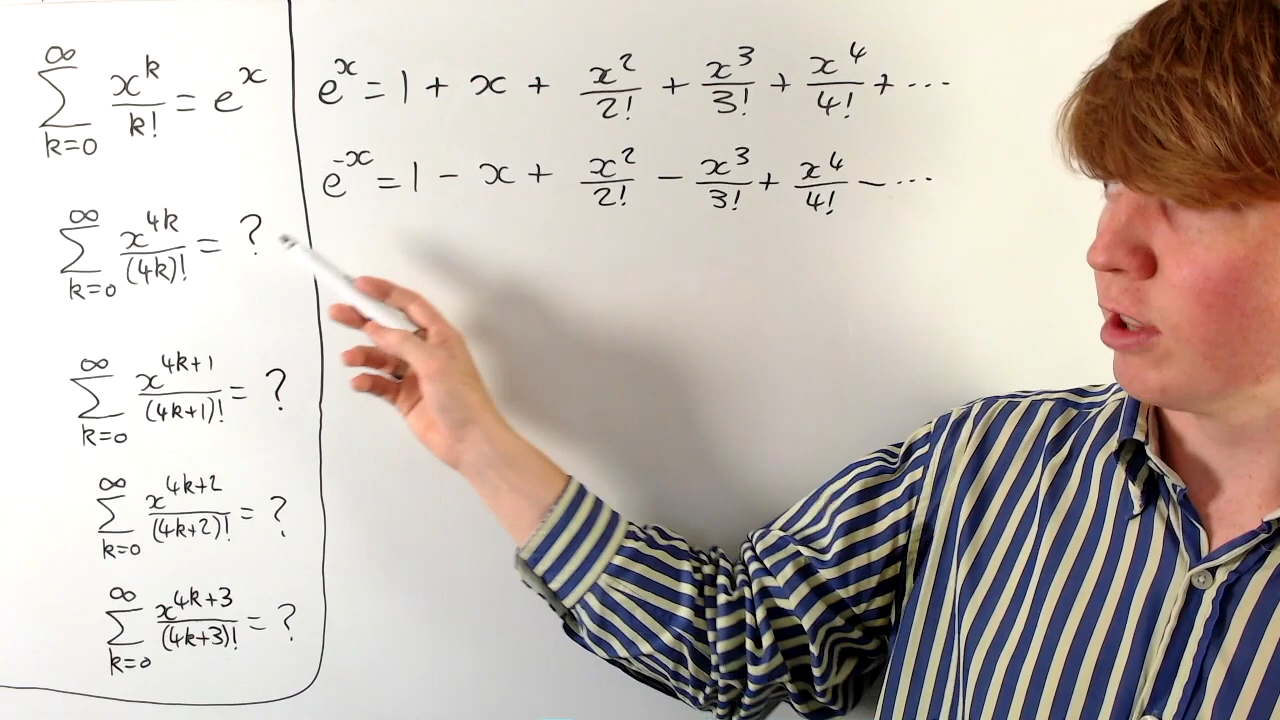 ∞∑k=0 x^k/k! = e^x
∞∑k=0 x^4k/(4k)! = ?
∞∑k=0 x^4k+1/(4k+1)! = ?
∞∑k=0 x^4k+2/(4k+2)! = ?
∞∑k=0 x^4k+3/(4k+3)! = ?
e^x = 1 + x + x^2/2! + x^3/3! + x^4/4! + ...
e^-x = 1 - x + x^2/2! - x^3/3! + x^4/4! - ...